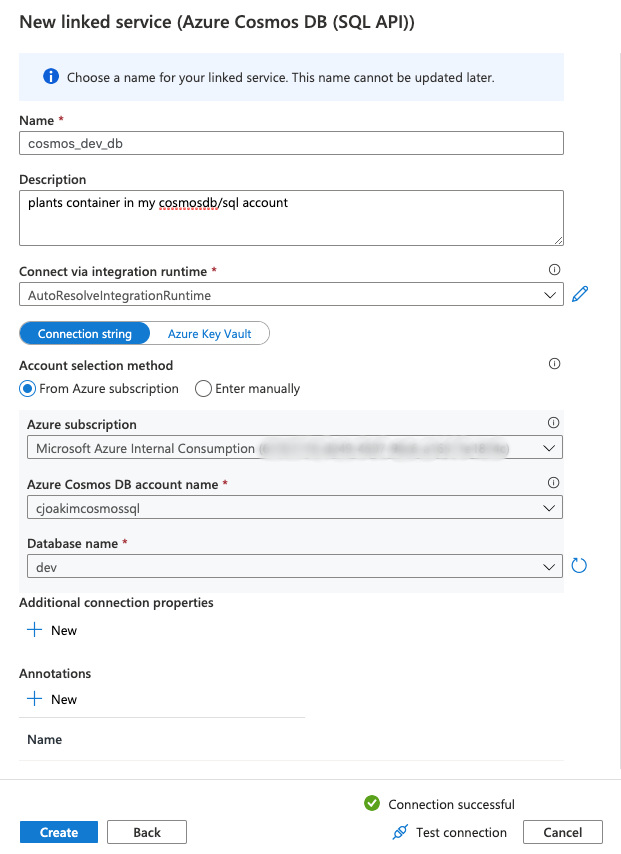 New linked service (Azure Cosmos DB (SQL API))
Choose a name for your linked service. This name cannot be updated later.
Name *
cosmos_dev_db
Description
plants container in my cosmosdb/sql account
Connect via integration runtime *
AutoResolveIntegrationRuntime
Connection string Azure Key Vault
Account selection method
From Azure subscription Enter manually
Azure subscription
Microsoft Azure Internal Consumption
Azure Cosmos DB account name *
cjoakimcosmossql
Database name *
dev
Additional connection properties
+ New
Annotations
+ New
Name
Connection successful
Create Back Test connection Cancel